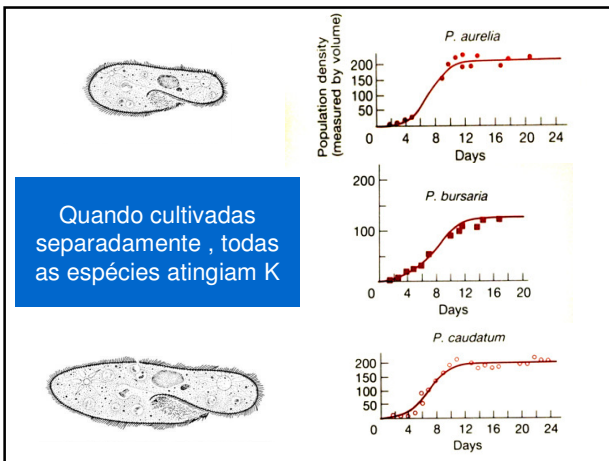 P. aurelia
Population density
(measured by volume)
200
150
100
50
0
4
8
12
16
20
24
Days
Quando cultivadas
separadamente , todas
as espécies atingiam K
P. bursaria
200
100
0
4
8
12
16
20
Days
P. caudatum
200
150
100
50
0
4
8
12
16
20
24
Days